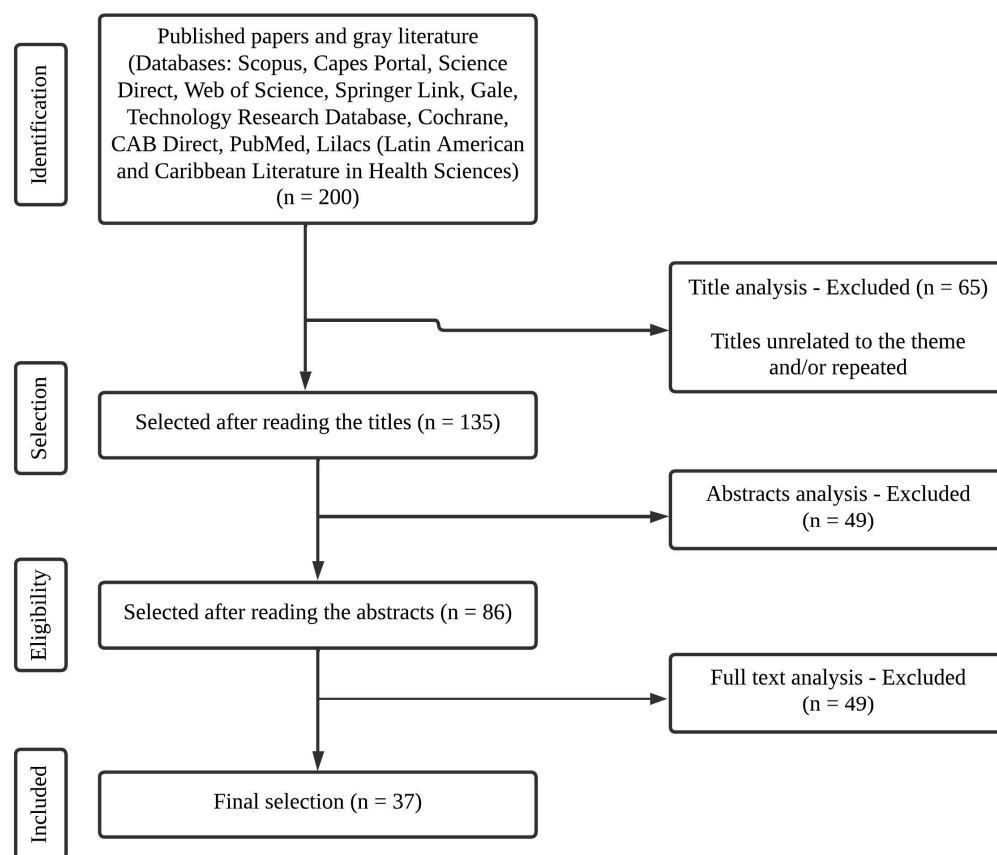 Identification
Published papers and gray literature
(Databases: Scopus, Capes Portal, Science
Direct, Web of Science, Springer Link, Gale,
Technology Research Database, Cochrane,
CAB Direct, PubMed, Lilacs (Latin American
and Caribbean Literature in Health Sciences)
(n = 200)
Title analysis - Excluded (n = 65)
Titles unrelated to the theme
and/or repeated
Selection
Selected after reading the titles (n = 135)
Abstracts analysis - Excluded
(n = 49)
Eligibility
Selected after reading the abstracts (n = 86)
Full text analysis - Excluded
(n = 49)
Included
Final selection (n = 37)